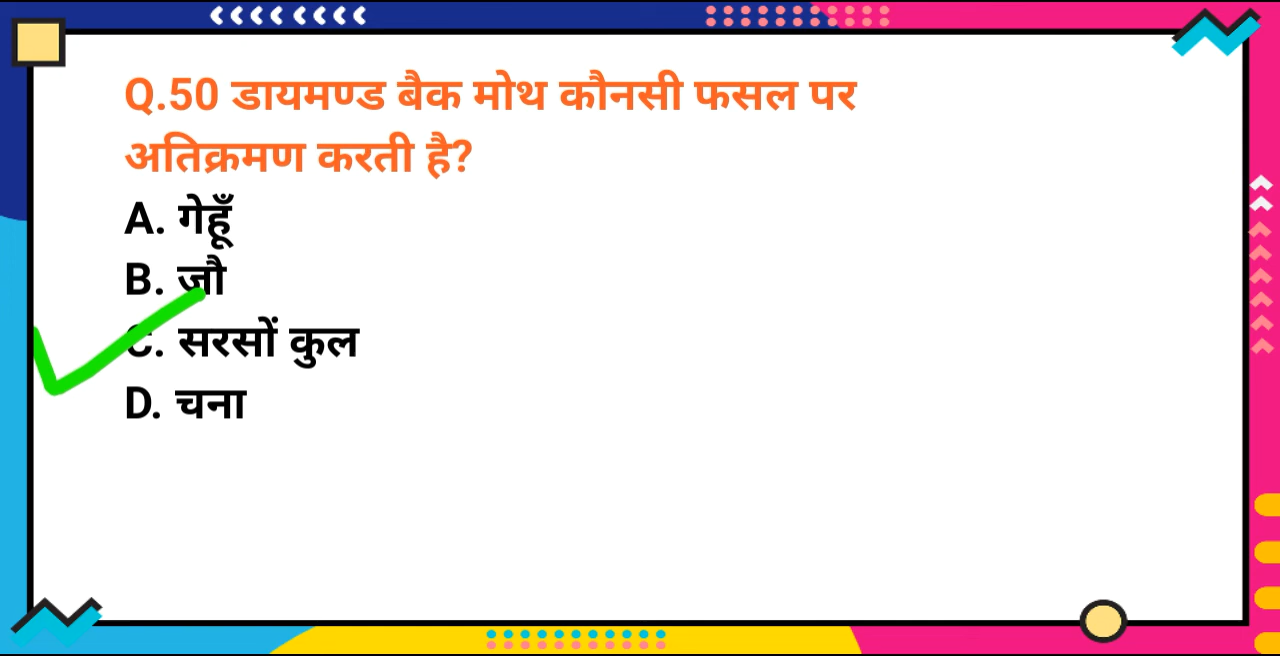 Q.50 डायमण्ड बैक मोथ कौनसी फसल पर
अतिक्रमण करती है?
A. गेहूँ
B. जौ
C. सरसों कुल
D. चना